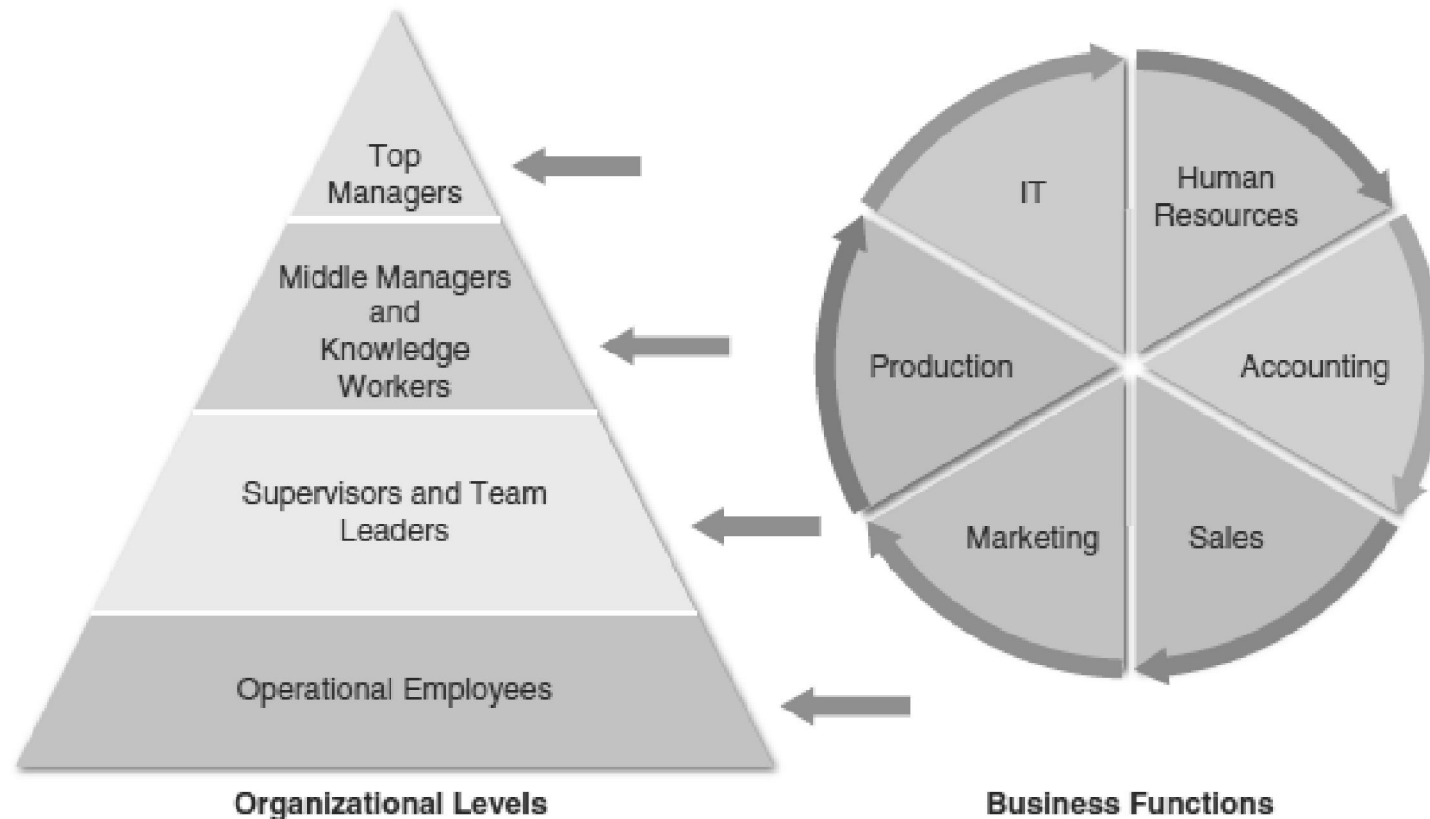 Top
Managers
Middle Managers
and
Knowledge
Workers
Supervisors and Team
Leaders
Operational Employees
Organizational Levels
IT
Human
Resources
Production
Accounting
Marketing
Sales
Business Functions